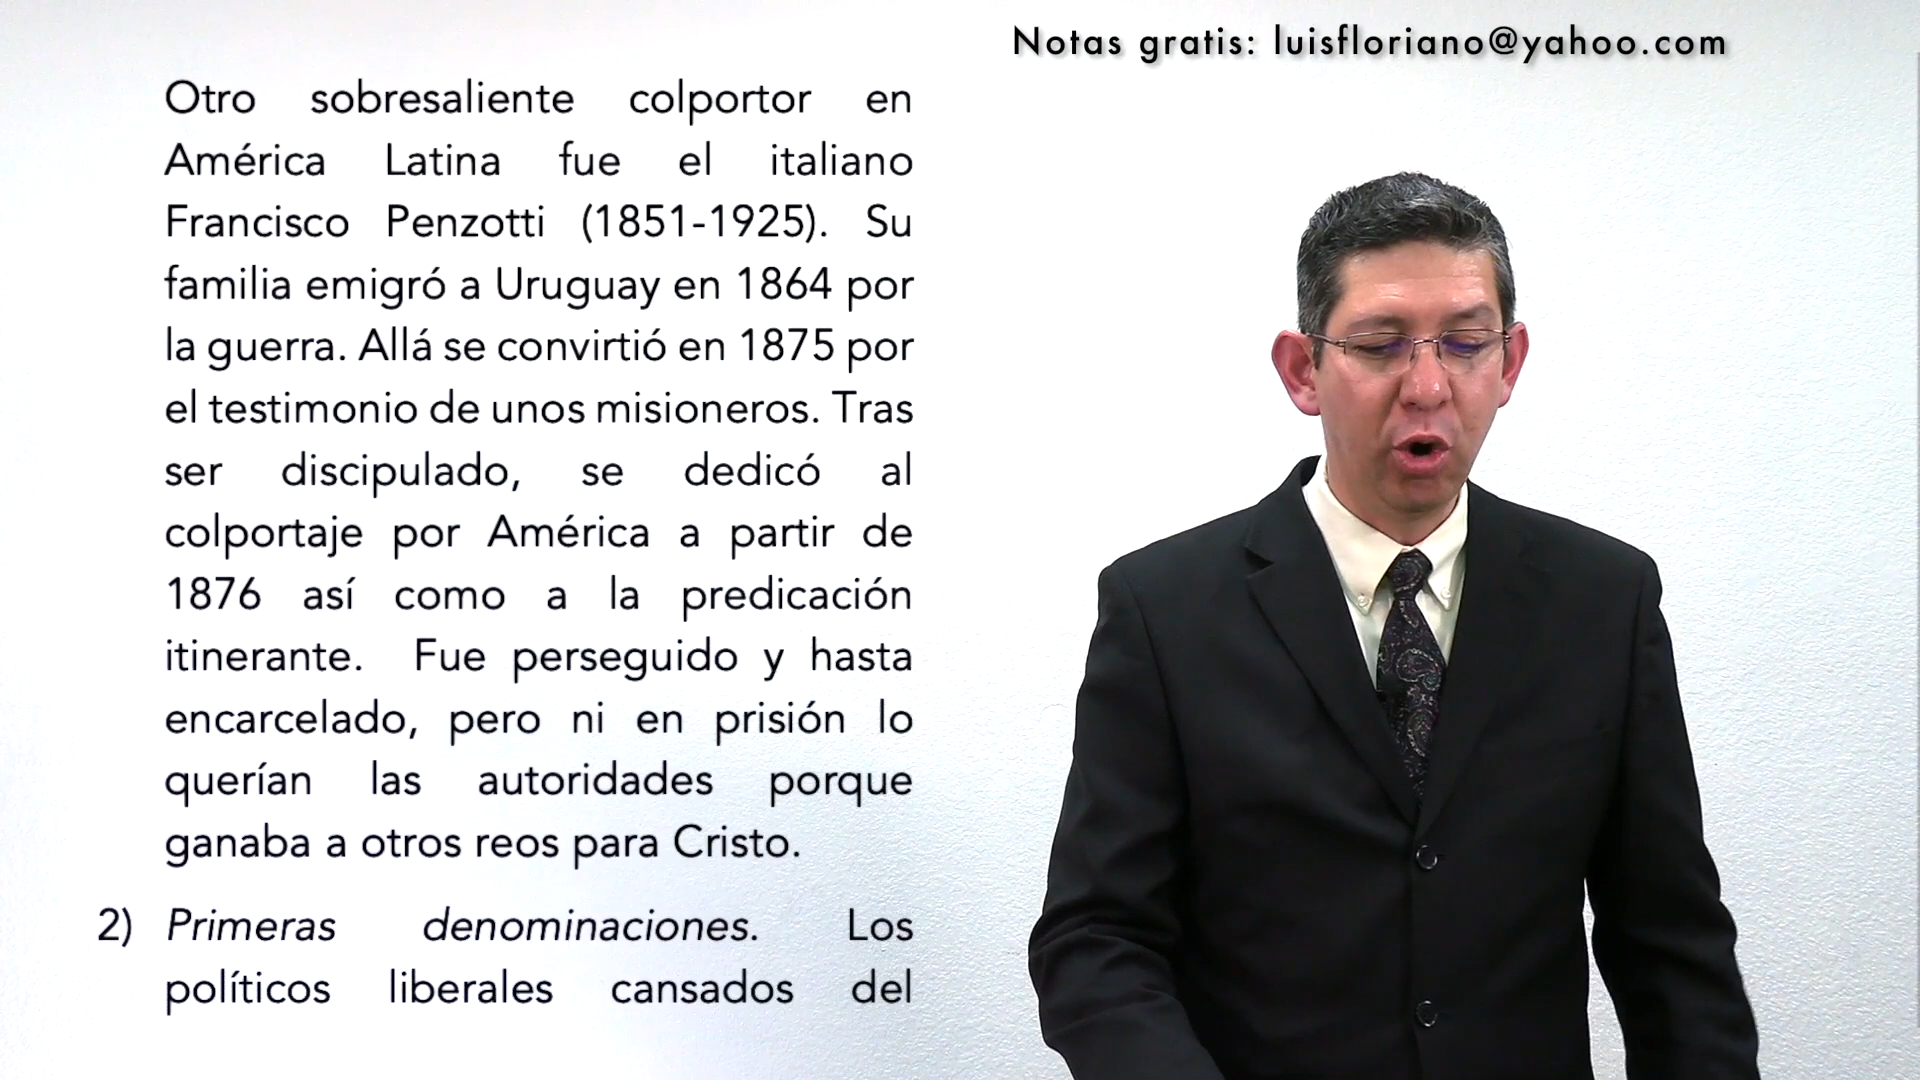 Notas gratis: luisfloriano@yahoo.com
Otro sobresaliente colportor en
América Latina fue el italiano
Francisco Penzotti (1851-1925). Su
familia emigró a Uruguay en 1864 por
la guerra. Allá se convirtió en 1875 por
el testimonio de unos misioneros. Tras
ser discipulado, se dedicó al
colportaje por América a partir de
1876 así como a la predicación
itinerante. Fue perseguido y hasta
encarcelado, pero ni en prisión lo
querían las autoridades porque
ganaba a otros reos para Cristo.
2) Primeras denominaciones. Los
políticos liberales cansados del